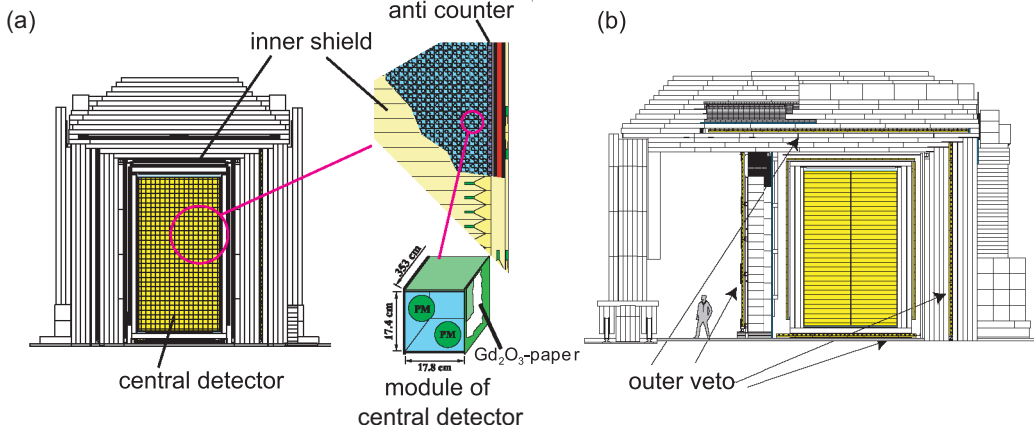 (a)
anti counter
(b)
inner shield
353 cm
PM
17.4 cm
PM
Gd2O3-paper
17.8 cm
central detector
module of
central detector
outer veto